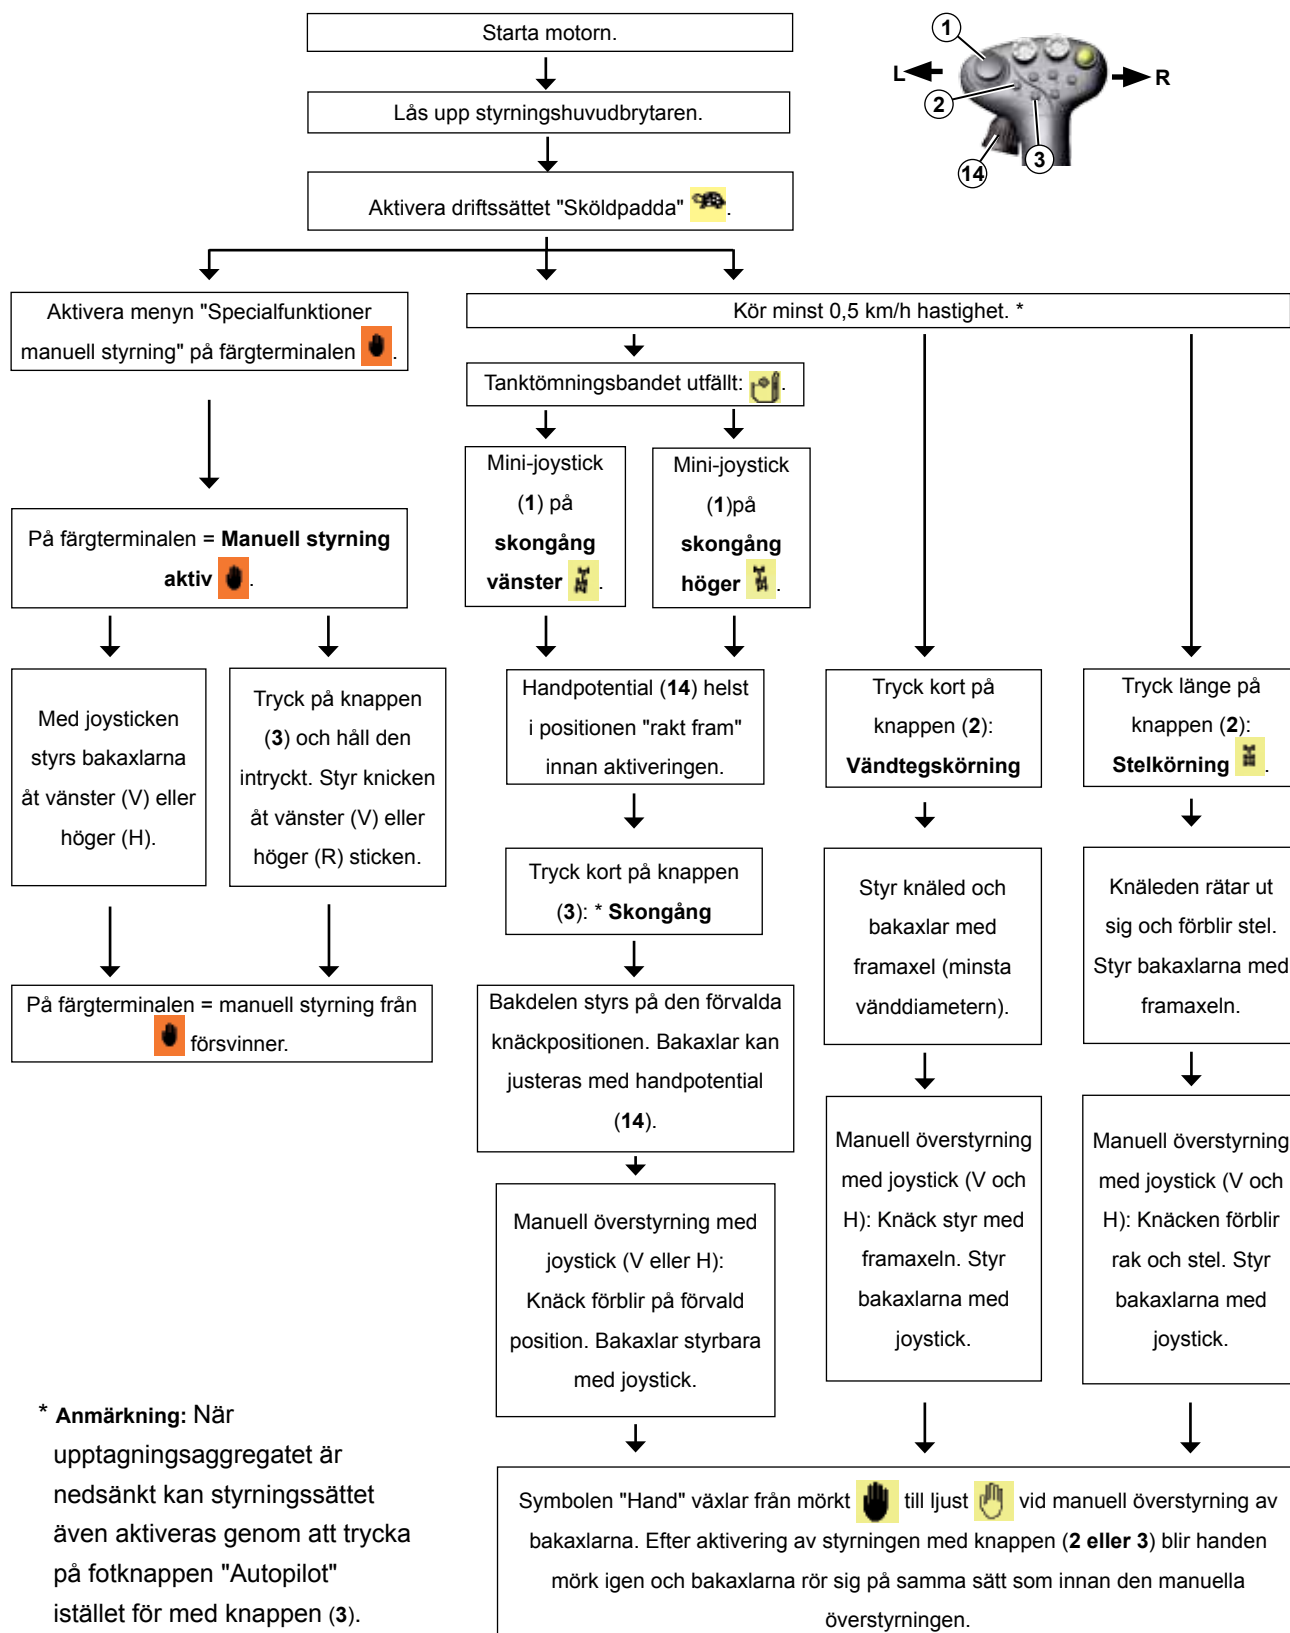 Starta motorn.
Lås upp styrningshuvudbrytaren.
Aktivera driftssättet "Sköldpadda" .
1
L
R
2
3
14
Aktivera menyn "Specialfunktioner
manuell styrning" på färgterminalen .
På färgterminalen = Manuell styrning
aktiv .
Med joysticken
styrs bakaxlarna
åt vänster (V) eller
höger (H).
Tryck på knappen
(3) och håll den
intryckt. Styr knicken
åt vänster (V) eller
höger (R) sticken.
På färgterminalen = manuell styrning från
försvinner.
Kör minst 0,5 km/h hastighet. *
Tanktömningsbandet utfällt: .
Mini-joystick
(1) på
skongång
vänster .
Mini-joystick
(1)på
skongång
höger .
Handpotential (14) helst
i positionen "rakt fram"
innan aktiveringen.
Tryck kort på knappen
(3): * Skongång
Bakdelen styrs på den förvalda
knäckpositionen. Bakaxlar kan
justeras med handpotential
(14).
Manuell överstyrning med
joystick (V eller H):
Knäck förblir på förvald
position. Bakaxlar styrbara
med joystick.
Tryck kort på
knappen (2):
Vändtegskörning
Styr knäled och
bakaxlar med
framaxel (minsta
vänddiametern).
Manuell överstyrning
med joystick (V och
H): Knäck styr med
framaxeln. Styr
bakaxlarna med
joystick.
Tryck länge på
knappen (2):
Stelkörning .
Knäleden rätar ut
sig och förblir stel.
Styr bakaxlarna med
framaxeln.
Manuell överstyrning
med joystick (V och
H): Knäcken förblir
rak och stel. Styr
bakaxlarna med
joystick.
Symbolen "Hand" växlar från mörkt till ljust vid manuell överstyrning av
bakaxlarna. Efter aktivering av styrningen med knappen (2 eller 3) blir handen
mörk igen och bakaxlarna rör sig på samma sätt som innan den manuella
överstyrningen.
* Anmärkning: När
upptagningsaggregatet är
nedsänkt kan styrningssättet
även aktiveras genom att trycka
på fotknappen "Autopilot"
istället för med knappen (3).